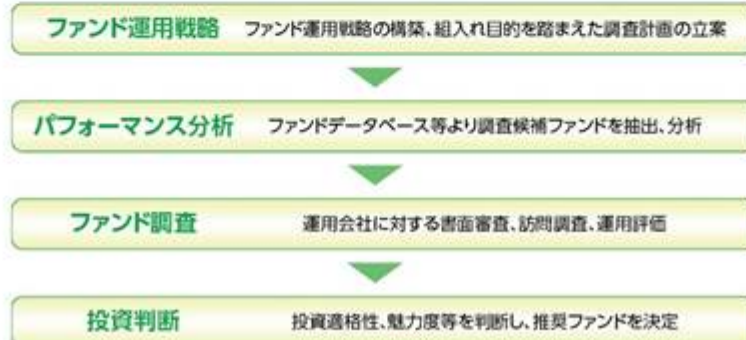 ファンド運用戦略 ファンド運用戦略の構築、組入れ目的を踏まえた調査計画の立案
パフォーマンス分析 ファンドデータベース等より調査候補ファンドを抽出、分析
ファンド調査 運用会社に対する書面審査、訪問調査、運用評価
投資判断 投資適格性、魅力度等を判断し、推奨ファンドを決定